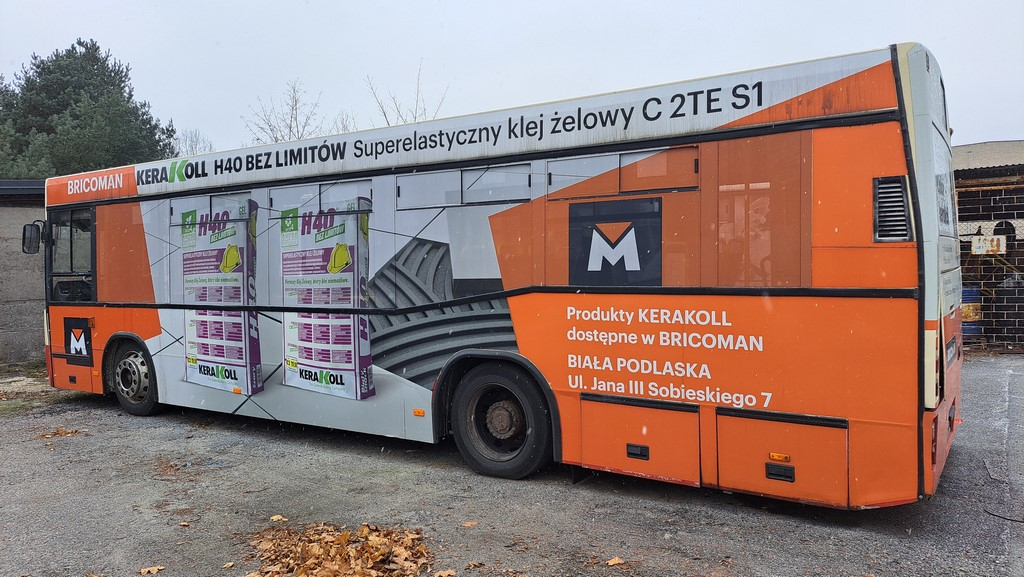 BRICOMAN
KERAKOLL H40 BEZ LIMITÓW Superelastyczny klej żelowy C 2TE S1
H40
BEZ LIMITÓW
KERAKOLL
H40
BEZ LIMITÓW
KERAKOLL
M
M
Produkty KERAKOLL
dostępne w BRICOMAN
BIAŁA PODLASKA
Ul. Jana III Sobieskiego 7